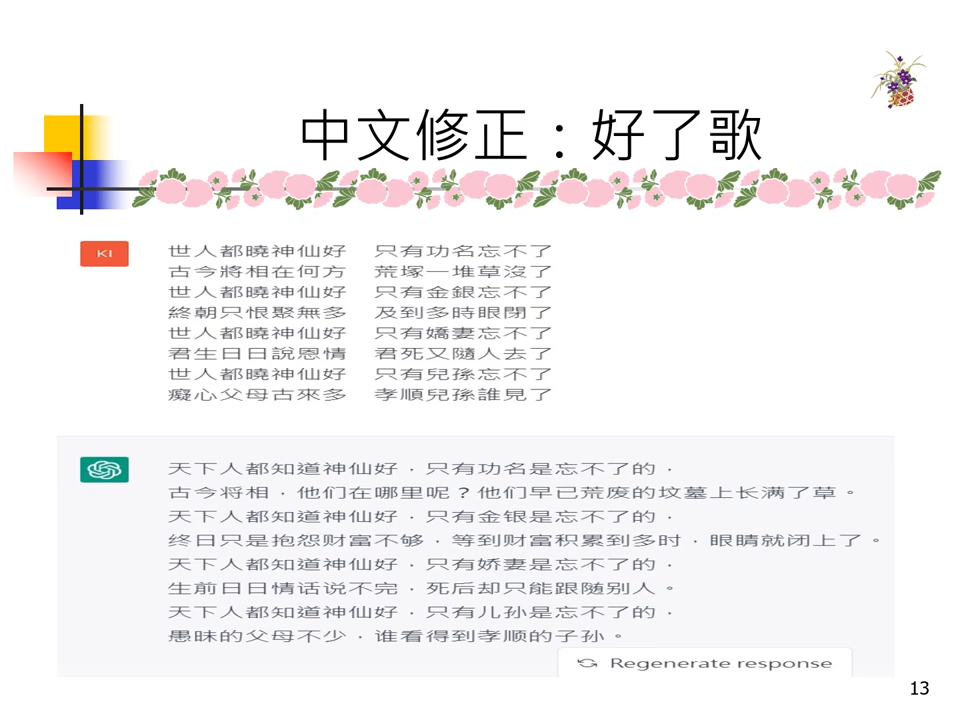 中文修正：好了歌
KI
世人都曉神仙好　只有功名忘不了
古今將相在何方　荒塚一堆草沒了
世人都曉神仙好　只有金銀忘不了
終朝只恨聚無多　及到多時眼閉了
世人都曉神仙好　只有嬌妻忘不了
君生日日說恩情　君死又隨人去了
世人都曉神仙好　只有兒孫忘不了
癡心父母古來多　孝順兒孫誰見了
天下人都知道神仙好，只有功名是忘不了的，
古今将相，他们在哪里呢？他们早已荒废的坟墓上长满了草。
天下人都知道神仙好，只有金银是忘不了的，
终日只是抱怨财富不够，等到财富积累到多时，眼睛就闭上了。
天下人都知道神仙好，只有娇妻是忘不了的，
生前日日情话说不完，死后却只能跟随别人。
天下人都知道神仙好，只有儿孙是忘不了的，
愚昧的父母不少，谁看得到孝顺的子孙。
Regenerate response
13